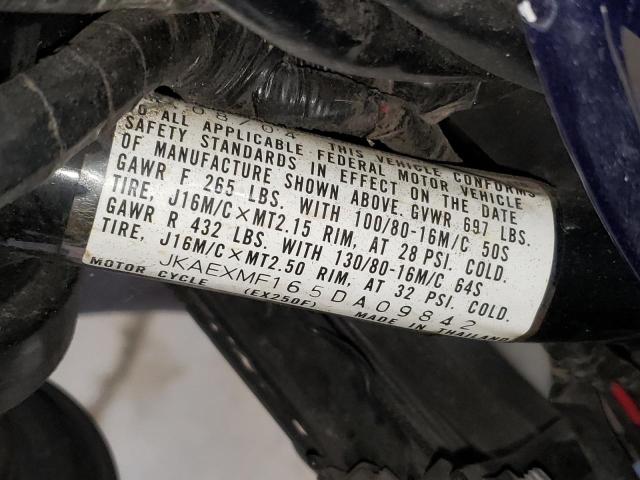 08/04 THIS VEHICLE CONFORMS
TO ALL APPLICABLE FEDERAL MOTOR VEHICLE
SAFETY STANDARDS IN EFFECT ON THE DATE
OF MANUFACTURE SHOWN ABOVE. GVWR 697 LBS.
GAWR F 265 LBS. WITH 100/80-16M/C 50S
TIRE, J16M/C×MT2.15 RIM, AT 28 PSI. COLD.
GAWR R 432 LBS. WITH 130/80-16M/C 64S
TIRE, J16M/C×MT2.50 RIM, AT 32 PSI. COLD.
JKAEXMF165DA09842
MOTOR CYCLE (EX250F) MADE IN THAILAND